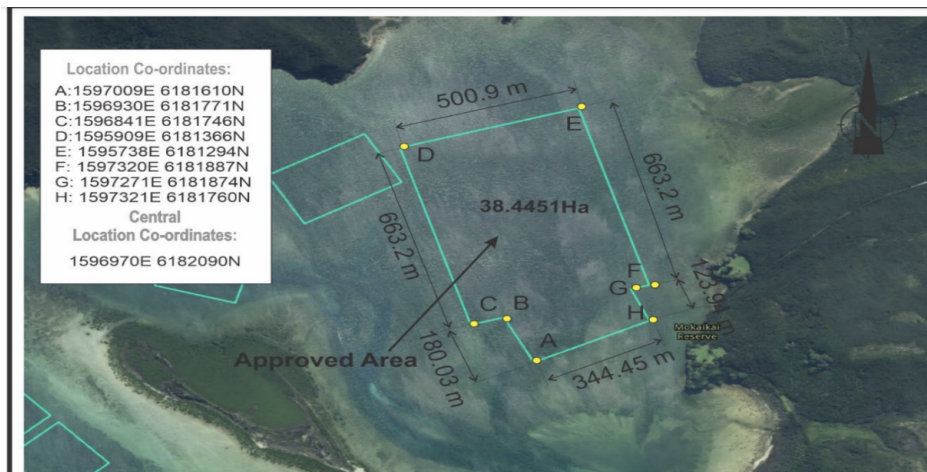 Location Co-ordinates:
A:1597009E 6181610N
B:1596930E 6181771N
C:1596841E 6181746N
D:1595909E 6181366N
E: 1595738E 6181294N
F: 1597320E 6181887N
G: 1597271E 6181874N
H: 1597321E 6181760N
Central
Location Co-ordinates:
1596970E 6182090N
500.9 m
E
D
663.2 m
38.4451Ha
663.2 m
F
G
C B
H
Mokaikai
Reserve
A
Approved Area
180.03 m
344.45 m
N